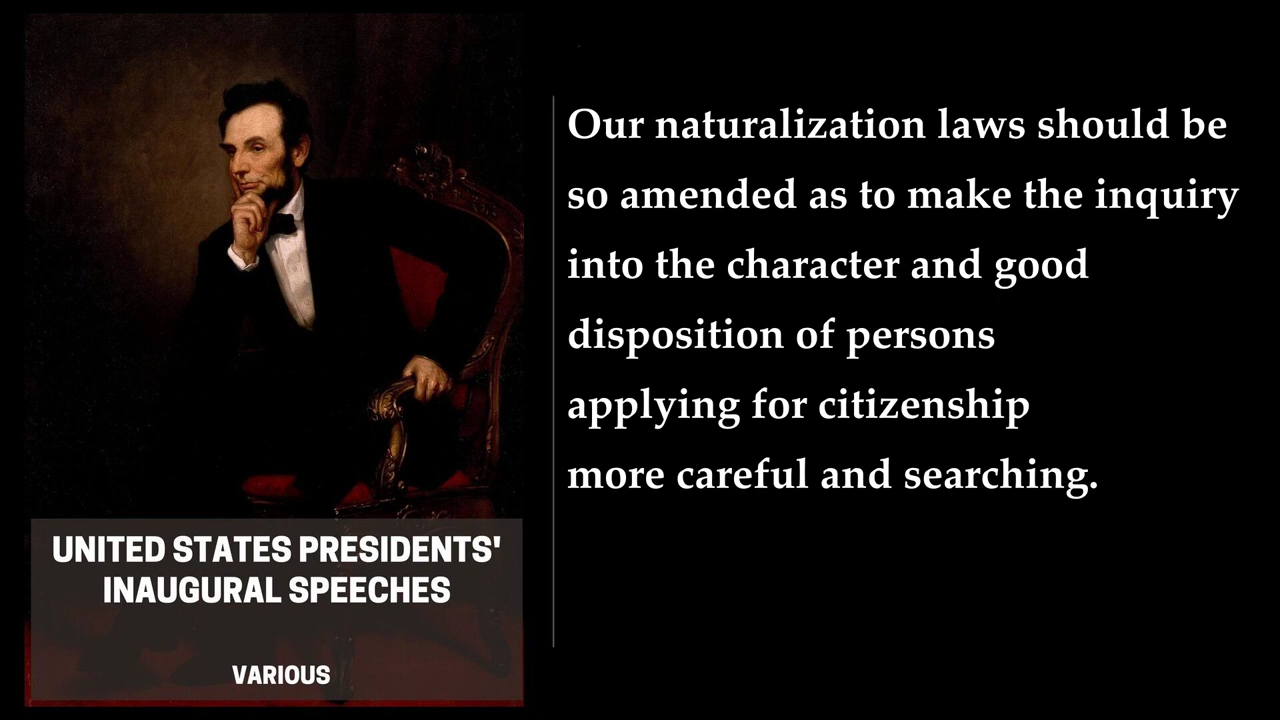 Our naturalization laws should be
so amended as to make the inquiry
into the character and good
disposition of persons
applying for citizenship
more careful and searching.
UNITED STATES PRESIDENTS'
INAUGURAL SPEECHES
VARIOUS